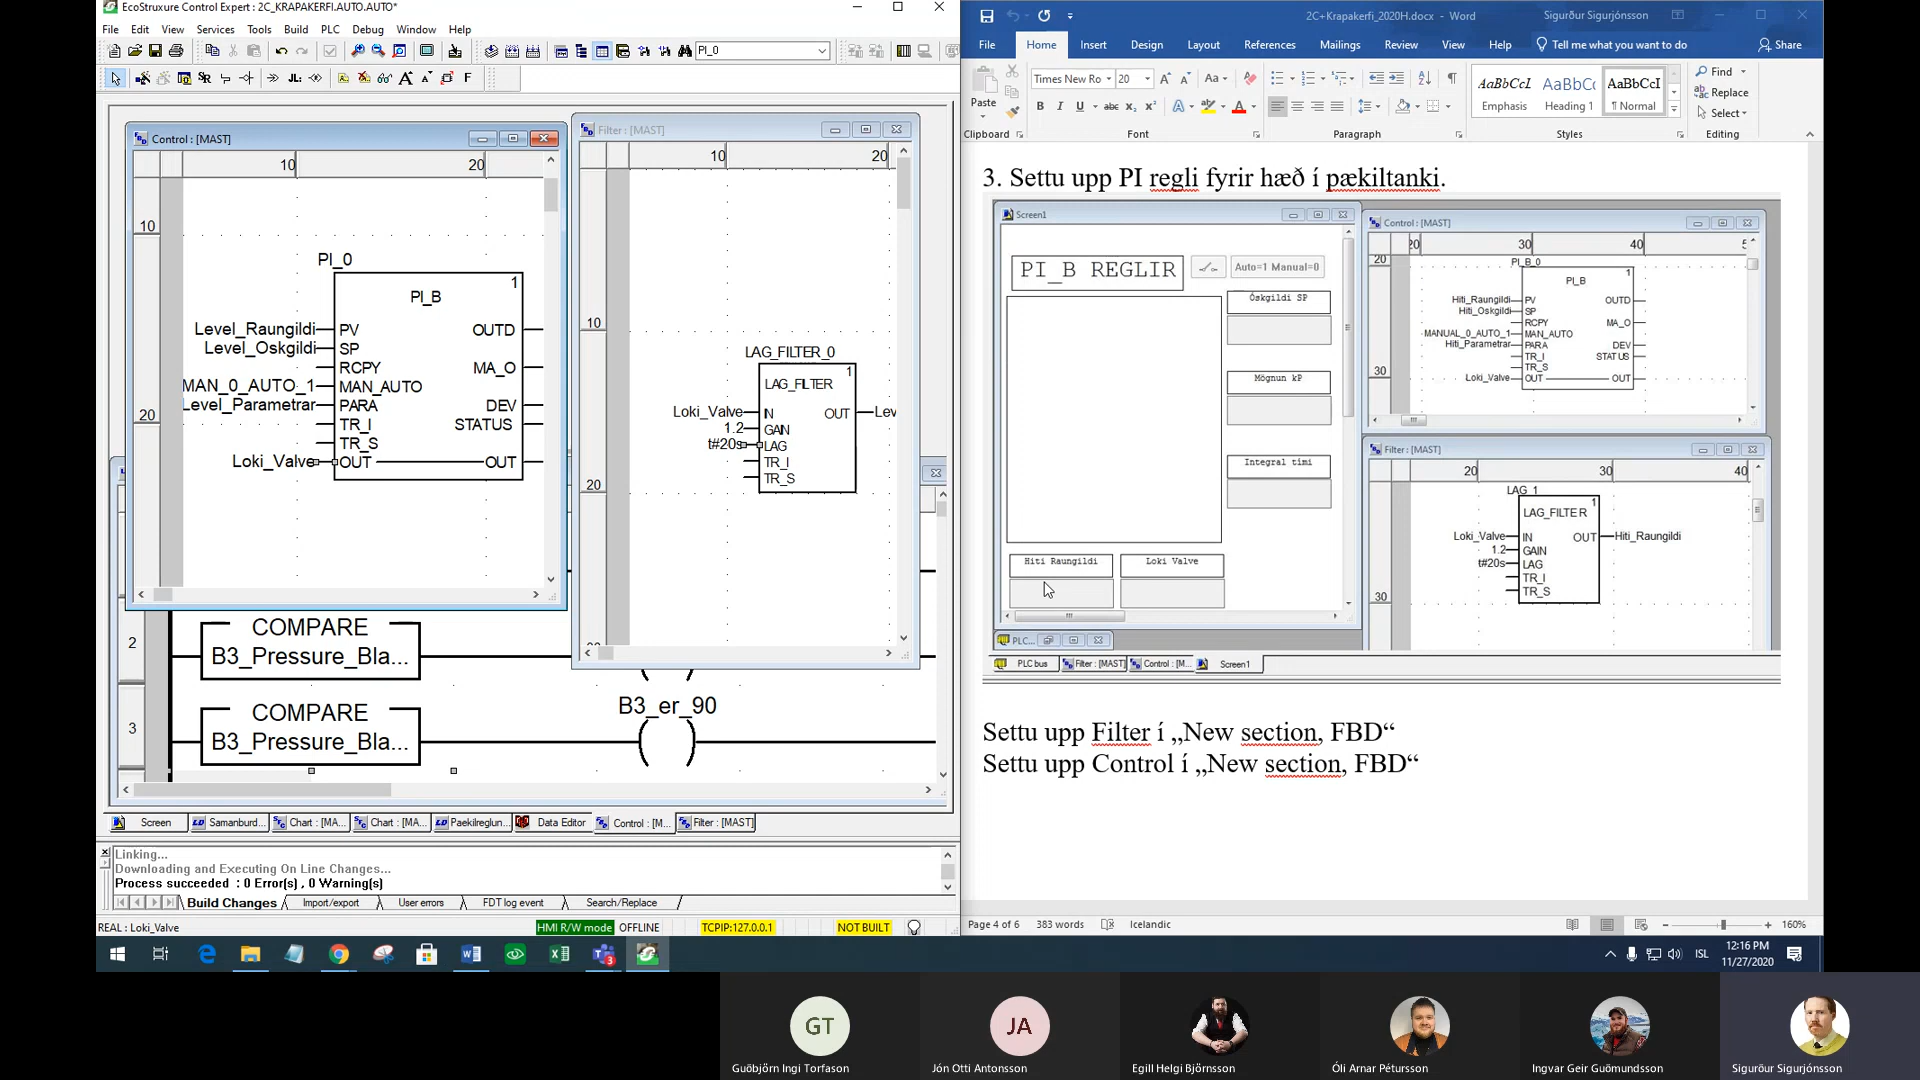 EcoStruxure Control Expert : 2C_KRAPAKERFI.AUTO.AUTO*
File Edit View Services Tools Build PLC Debug Window Help
PI_0
Control : [MAST]
10 20
10
20
PI_0
1
PI_B
Level_Raungildi PV OUTD
Level_Oskgildi SP
RCPY MA_O
MAN_0_AUTO_1 MAN_AUTO
Level_Parametrar PARA DEV
TR_I STATUS
TR_S
Loki_Valve OUT OUT
Filter : [MAST]
10 20
10
20
LAG_FILTER_0
1
LAG_FILTER
Loki_Valve IN OUT Lev
1.2 GAIN
t#20s LAG
TR_I
TR_S
2
COMPARE
B3_Pressure_Bla...
B3_er_90
3
COMPARE
B3_Pressure_Bla...
Screen Samanburd... Chart : [MA... Chart : [MA... Paekilreglun... Data Editor Control : [M... Filter : [MAST]
Linking...
Downloading and Executing On Line Changes...
Process succeeded : 0 Error(s) , 0 Warning(s)
Build Changes Import/export User errors FDT log event Search/Replace
REAL : Loki_Valve HMI R/W mode OFFLINE TCPIP:127.0.0.1 NOT BUILT
2C+Krapakerfi_2020H.docx - Word Sigurður Sigurjónsson
File Home Insert Design Layout References Mailings Review View Help Tell me what you want to do Share
Paste
Times New Ro 20
AaBbCcI AaBbCc AaBbCcI
Emphasis Heading 1 ¶ Normal
Find
Replace
Select
Clipboard Font Paragraph Styles Editing
3. Settu upp PI regli fyrir hæð í pækiltanki.
Screen1
PI_B REGLIR
Auto=1 Manual=0
Óskgildi SP
Mögnun kP
Integral tími
Hiti Raungildi Loki Valve
PLC...
PLC bus Filter : [MAST] Control : [M... Screen1
Control : [MAST]
20 30 40
20
30
PI_B_0
1
PI_B
Hiti_Raungildi PV OUTD
Hiti_Oskgildi SP
RCPY MA_O
MANUAL_0_AUTO_1 MAN_AUTO
Hiti_Parametrar PARA DEV
TR_I STATUS
TR_S
Loki_Valve OUT OUT
Filter : [MAST]
20 30 40
30
LAG_1
1
LAG_FILTER
Loki_Valve IN OUT Hiti_Raungildi
1.2 GAIN
t#20s LAG
TR_I
TR_S
Settu upp Filter í „New section, FBD“
Settu upp Control í „New section, FBD“
Page 4 of 6 383 words Icelandic 160%
ISL
12:16 PM
11/27/2020
GT JA
Guðbjörn Ingi Torfason Jón Otti Antonsson Egill Helgi Björnsson Óli Arnar Pétursson Ingvar Geir Guðmundsson Sigurður Sigurjónsson